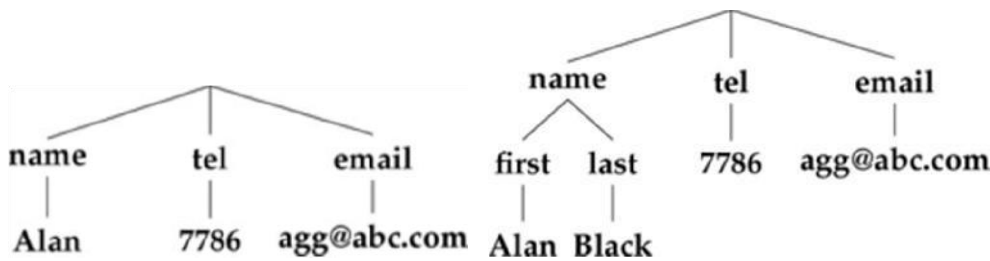 name tel email
Alan 7786 agg@abc.com
name tel email
first last 7786 agg@abc.com
Alan Black